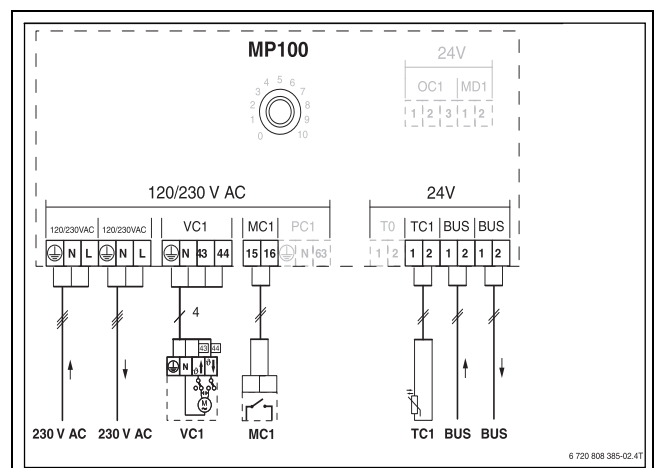 MP100
24V
OC1 MD1
1 2 3 1 2
0 1 2 3 4 5 6 7 8 9 10
120/230 V AC
24V
120/230VAC 120/230VAC VC1 MC1 PC1 T0 TC1 BUS BUS
N L N L N 43 44 15 16 N 63 1 2 1 2 1 2 1 2
4
43 44
N
M
230 V AC 230 V AC VC1 MC1 TC1 BUS BUS
6 720 808 385-02.4T